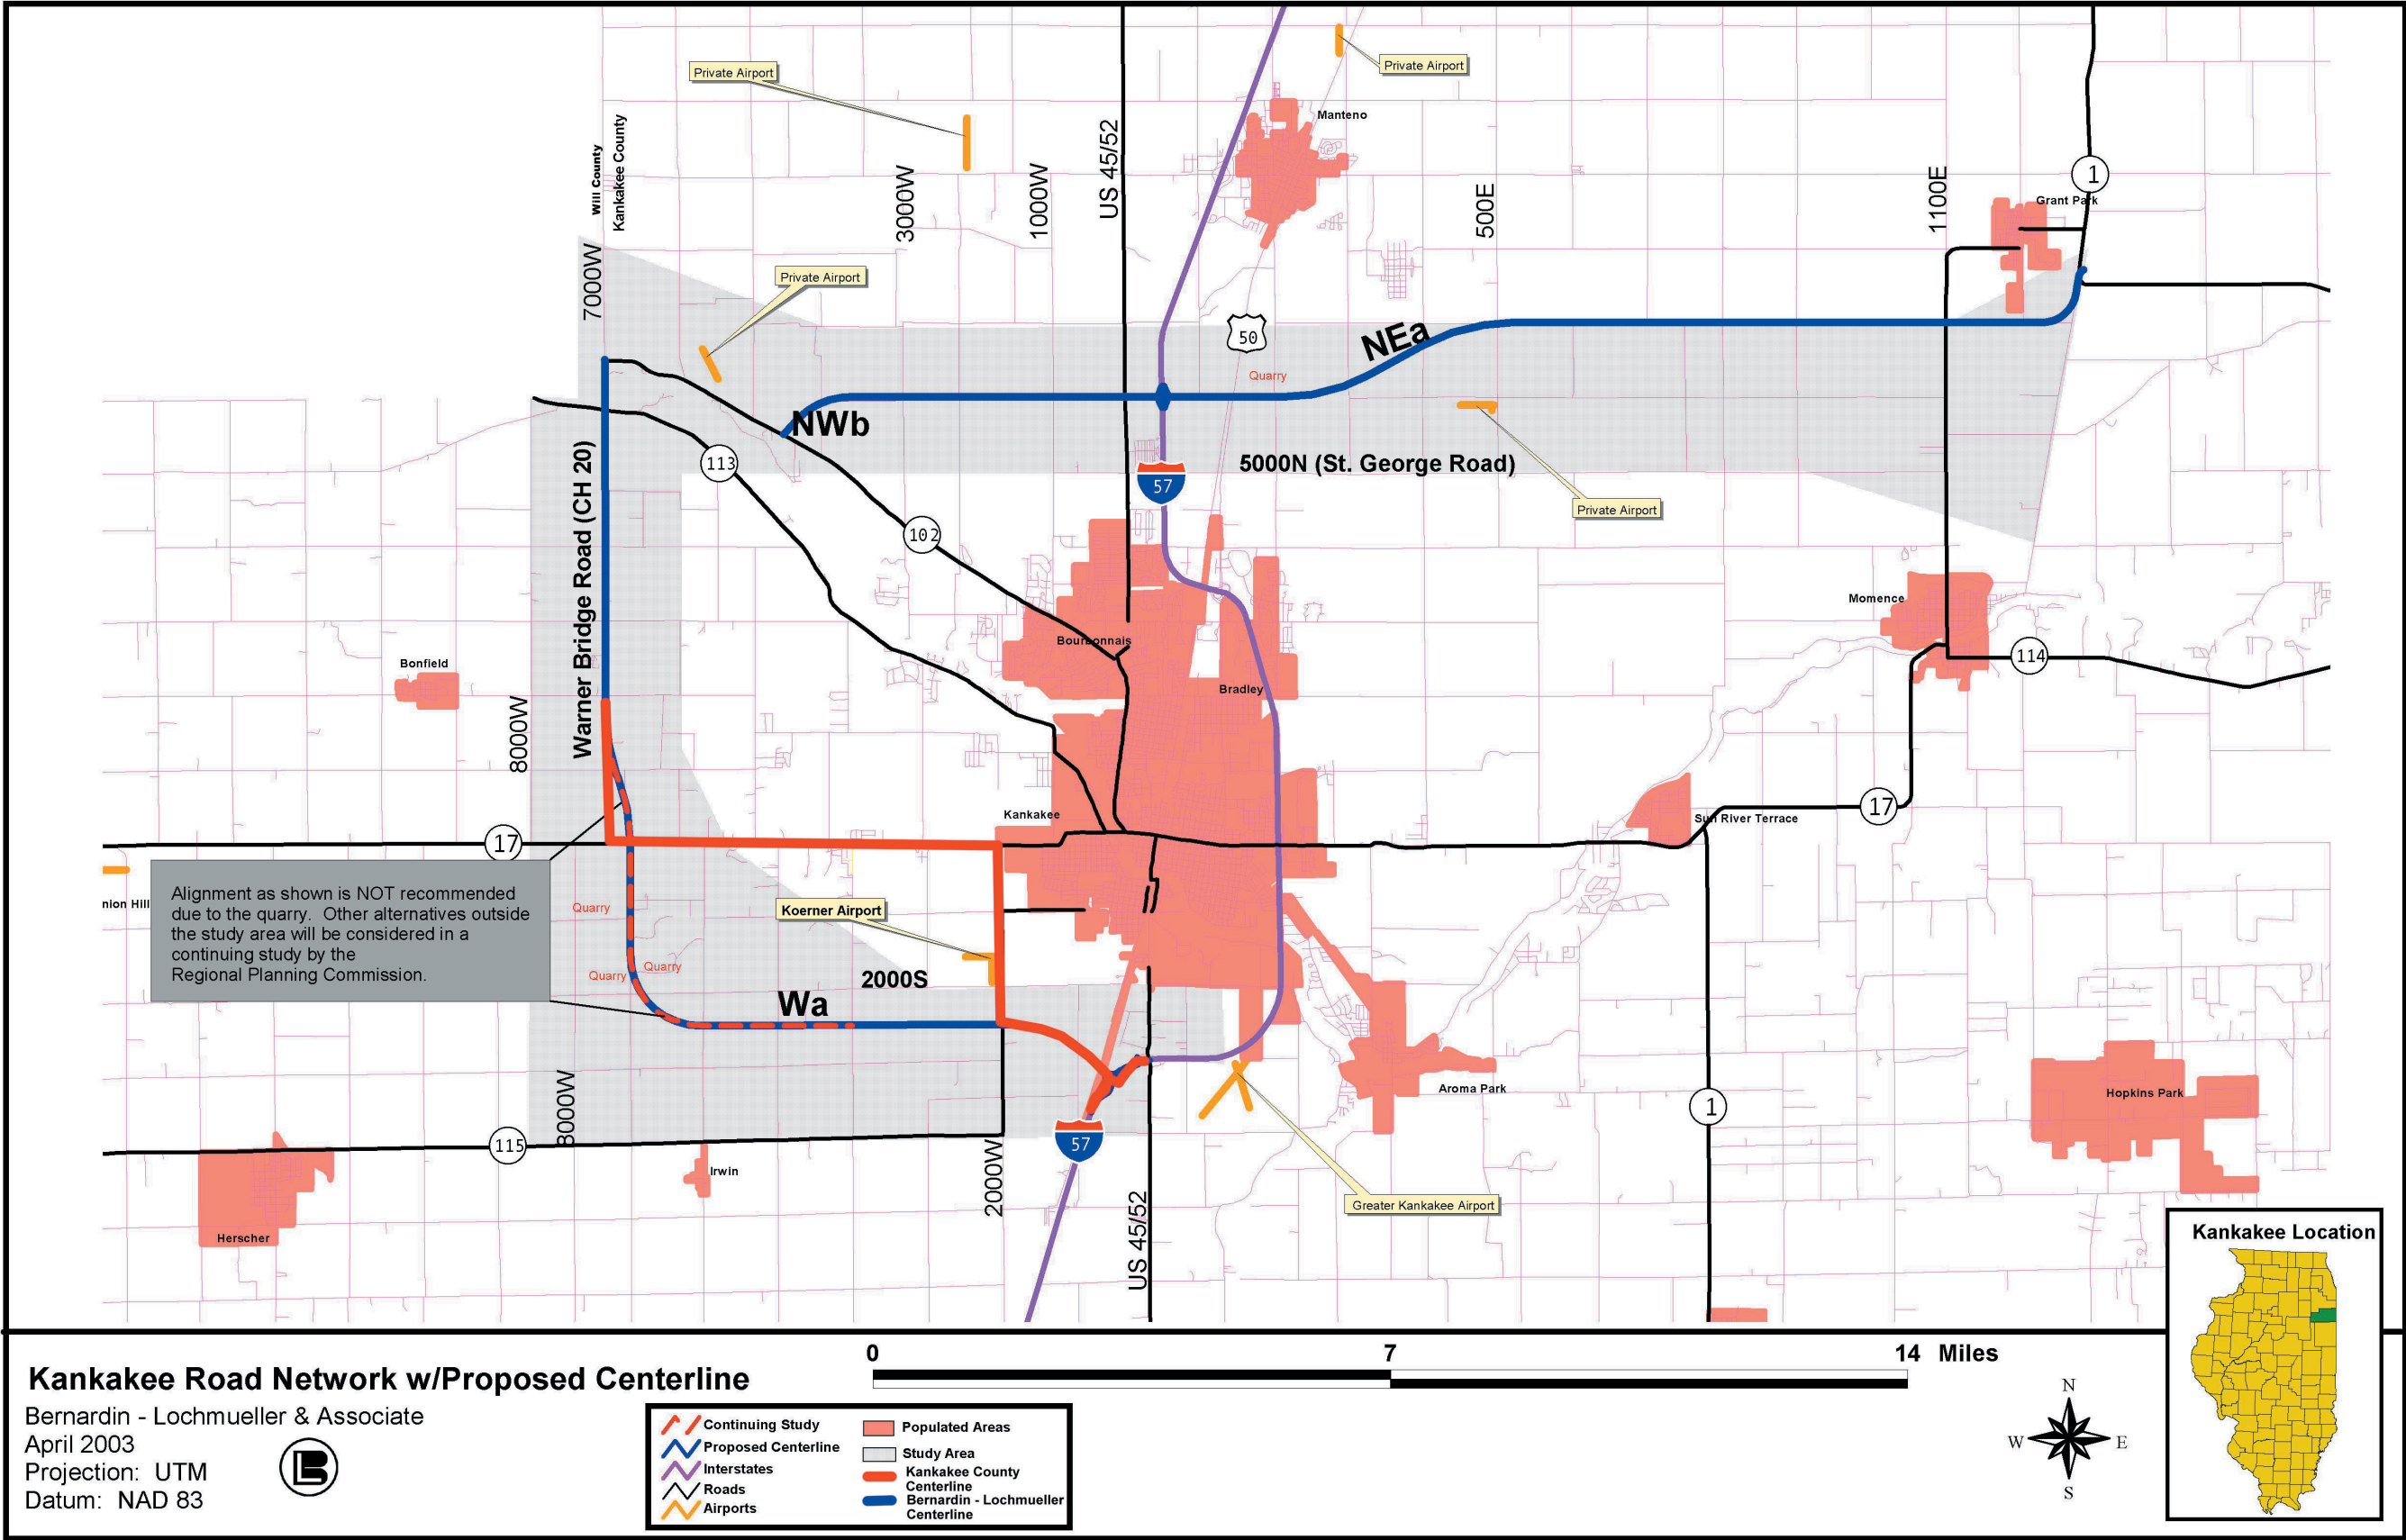 Private Airport
Private Airport
Manteno
Will County
Kankakee County
3000W
1000W
US 45/52
500E
1100E
1
Grant Park
7000W
Private Airport
50
NEa
Quarry
NWb
113
57
5000N (St. George Road)
Private Airport
102
Warner Bridge Road (CH 20)
Momence
Bourbonnais
114
Bonfield
Bradley
8000W
Kankakee
17
Sun River Terrace
17
Alignment as shown is NOT recommended
due to the quarry. Other alternatives outside
the study area will be considered in a
continuing study by the
Regional Planning Commission.
nion Hill
Quarry
Koerner Airport
Quarry
Quarry
2000S
Wa
8000W
Aroma Park
Hopkins Park
1
115
57
Irwin
2000W
US 45/52
Greater Kankakee Airport
Herscher
Kankakee Location
0 7 14 Miles
Kankakee Road Network w/Proposed Centerline
Bernardin - Lochmueller & Associate
April 2003
Projection: UTM
Datum: NAD 83
Continuing Study
Proposed Centerline
Interstates
Roads
Airports
Populated Areas
Study Area
Kankakee County
Centerline
Bernardin - Lochmueller
Centerline
N
W E
S